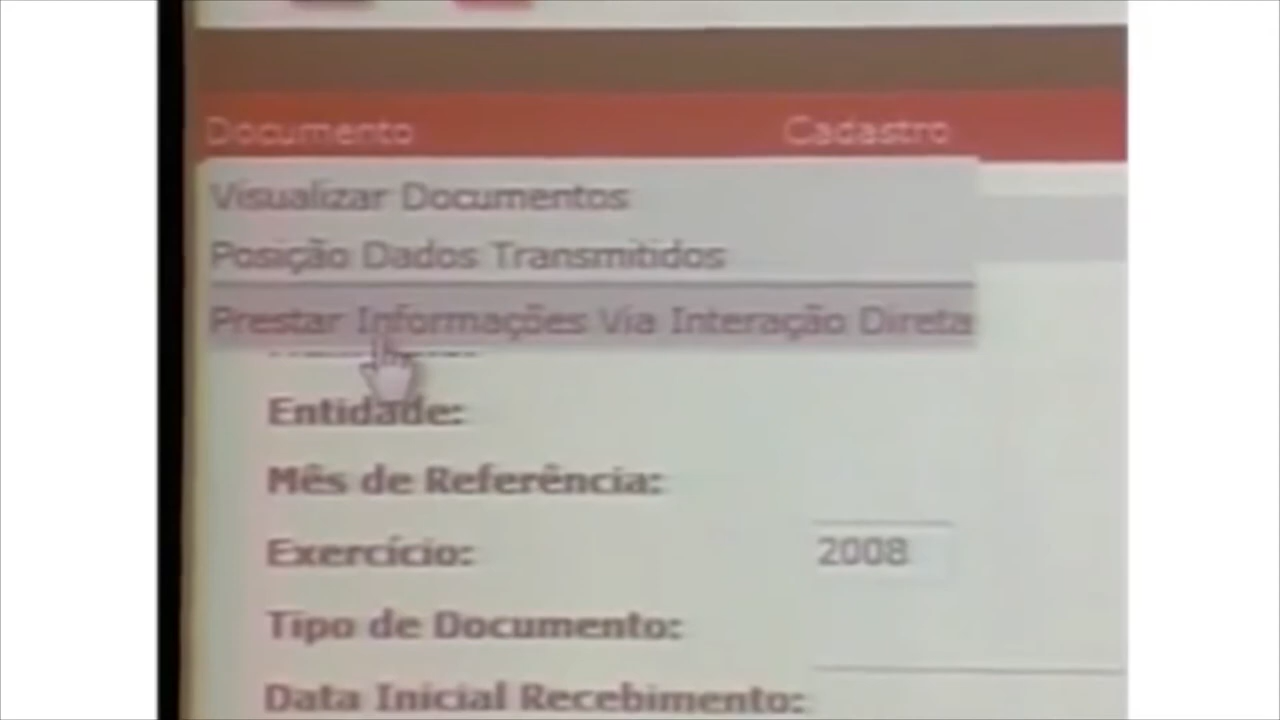 Documento Cadastro
Visualizar Documentos
Posição Dados Transmitidos
Prestar Informações Via Interação Direta
Entidade:
Mês de Referência:
Exercício: 2008
Tipo de Documento:
Data Inicial Recebimento: